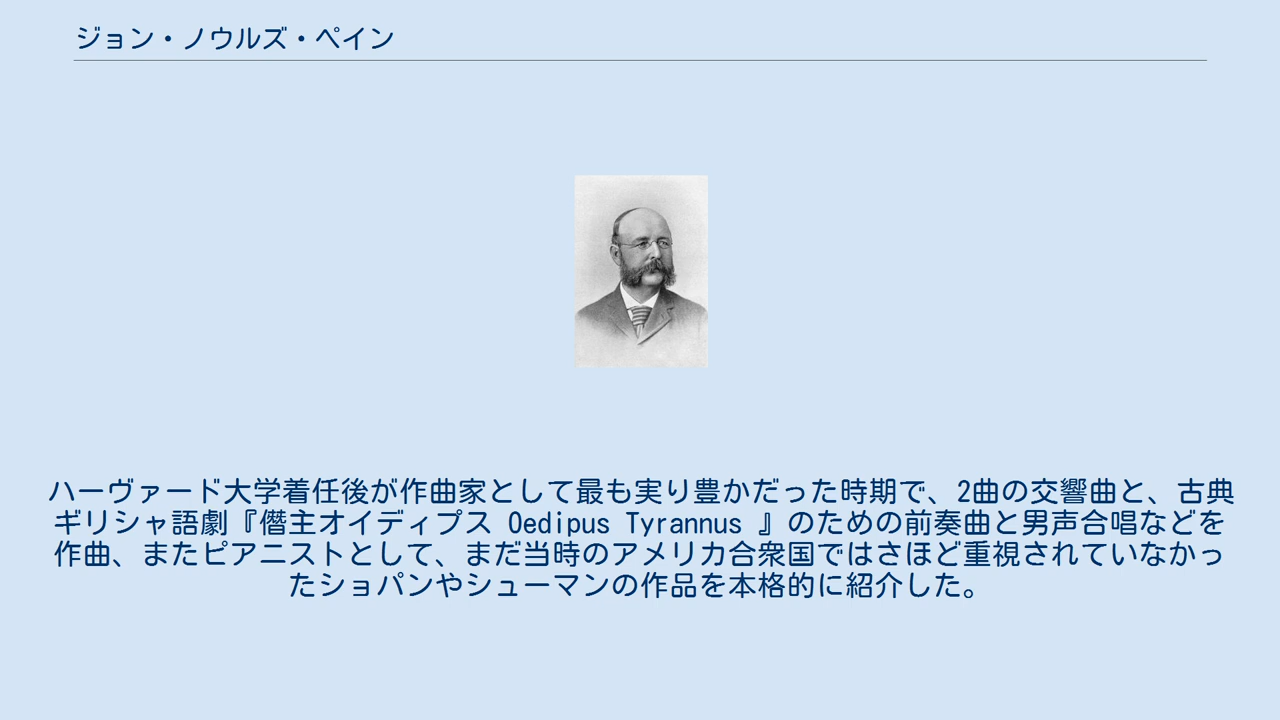 ジョン・ノウルズ・ペイン
ハーヴァード大学着任後が作曲家として最も実り豊かだった時期で、2曲の交響曲と、古典
ギリシャ語劇『僭主オイディプス Oedipus Tyrannus 』のための前奏曲と男声合唱などを
作曲、またピアニストとして、まだ当時のアメリカ合衆国ではさほど重視されていなかっ
たショパンやシューマンの作品を本格的に紹介した。